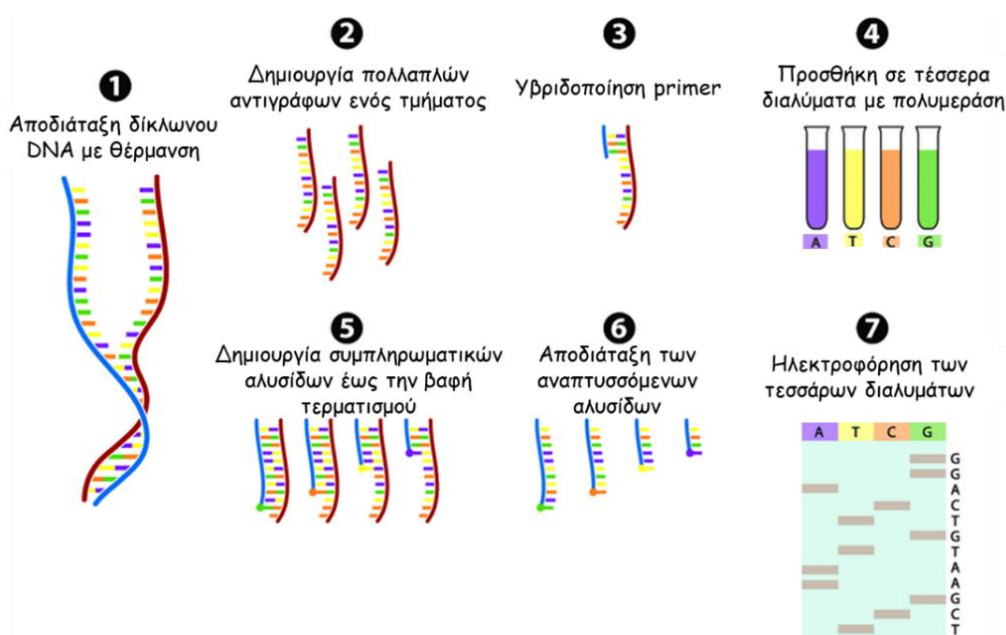 1
Αποδιάταξη δίκλωνου
DNA με θέρμανση
2
Δημιουργία πολλαπλών
αντιγράφων ενός τμήματος
3
Υβριδοποίηση primer
4
Προσθήκη σε τέσσερα
διαλύματα με πολυμεράση
A T C G
5
Δημιουργία συμπληρωματικών
αλυσίδων έως την βαφή
τερματισμού
6
Αποδιάταξη των
αναπτυσσόμενων
αλυσίδων
7
Ηλεκτροφόρηση των
τεσσάρων διαλυμάτων
A T C G
G
G
A
C
T
G
T
A
A
G
C
T